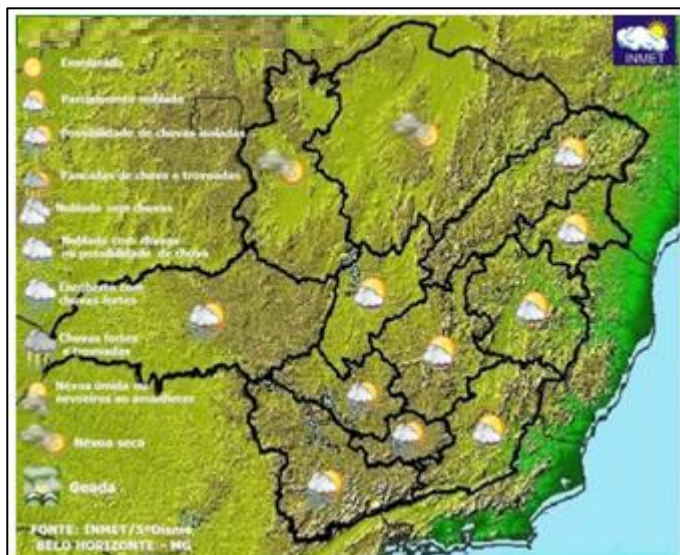 INMET
Ensolarado
Parcialmente nublado
Possibilidade de chuvas isoladas
Pancadas de chuva e trovoadas
Nublado sem chuvas
Nublado com chuvas
ou possibilidade de chuva
Encoberto com
chuvas fortes
Chuvas fortes
e trovoadas
Névoa úmida ou
nevoeiros ao amanhecer
Névoa seca
Geada
FONTE: INMET/5ºDisme
BELO HORIZONTE - MG